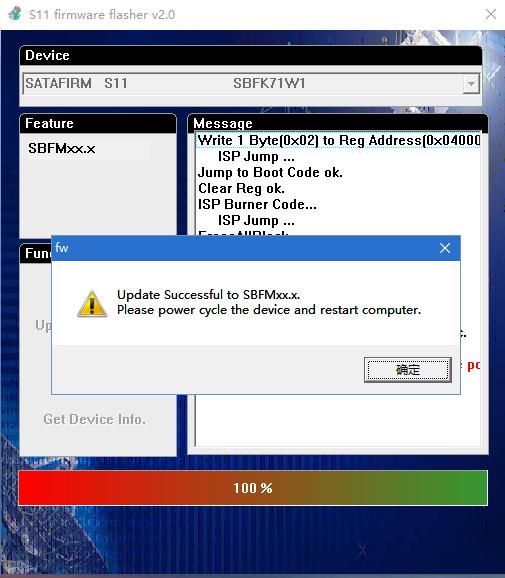 S11 firmware flasher v2.0
Device
SATAFIRM S11 SBFK71W1
Feature
SBFMxx.x
Message
Write 1 Byte(0x02) to Reg Address(0x04000
ISP Jump ...
Jump to Boot Code ok.
Clear Reg ok.
ISP Burner Code...
ISP Jump ...
fw
Update Successful to SBFMxx.x.
Please power cycle the device and restart computer.
确定
Get Device Info.
100 %